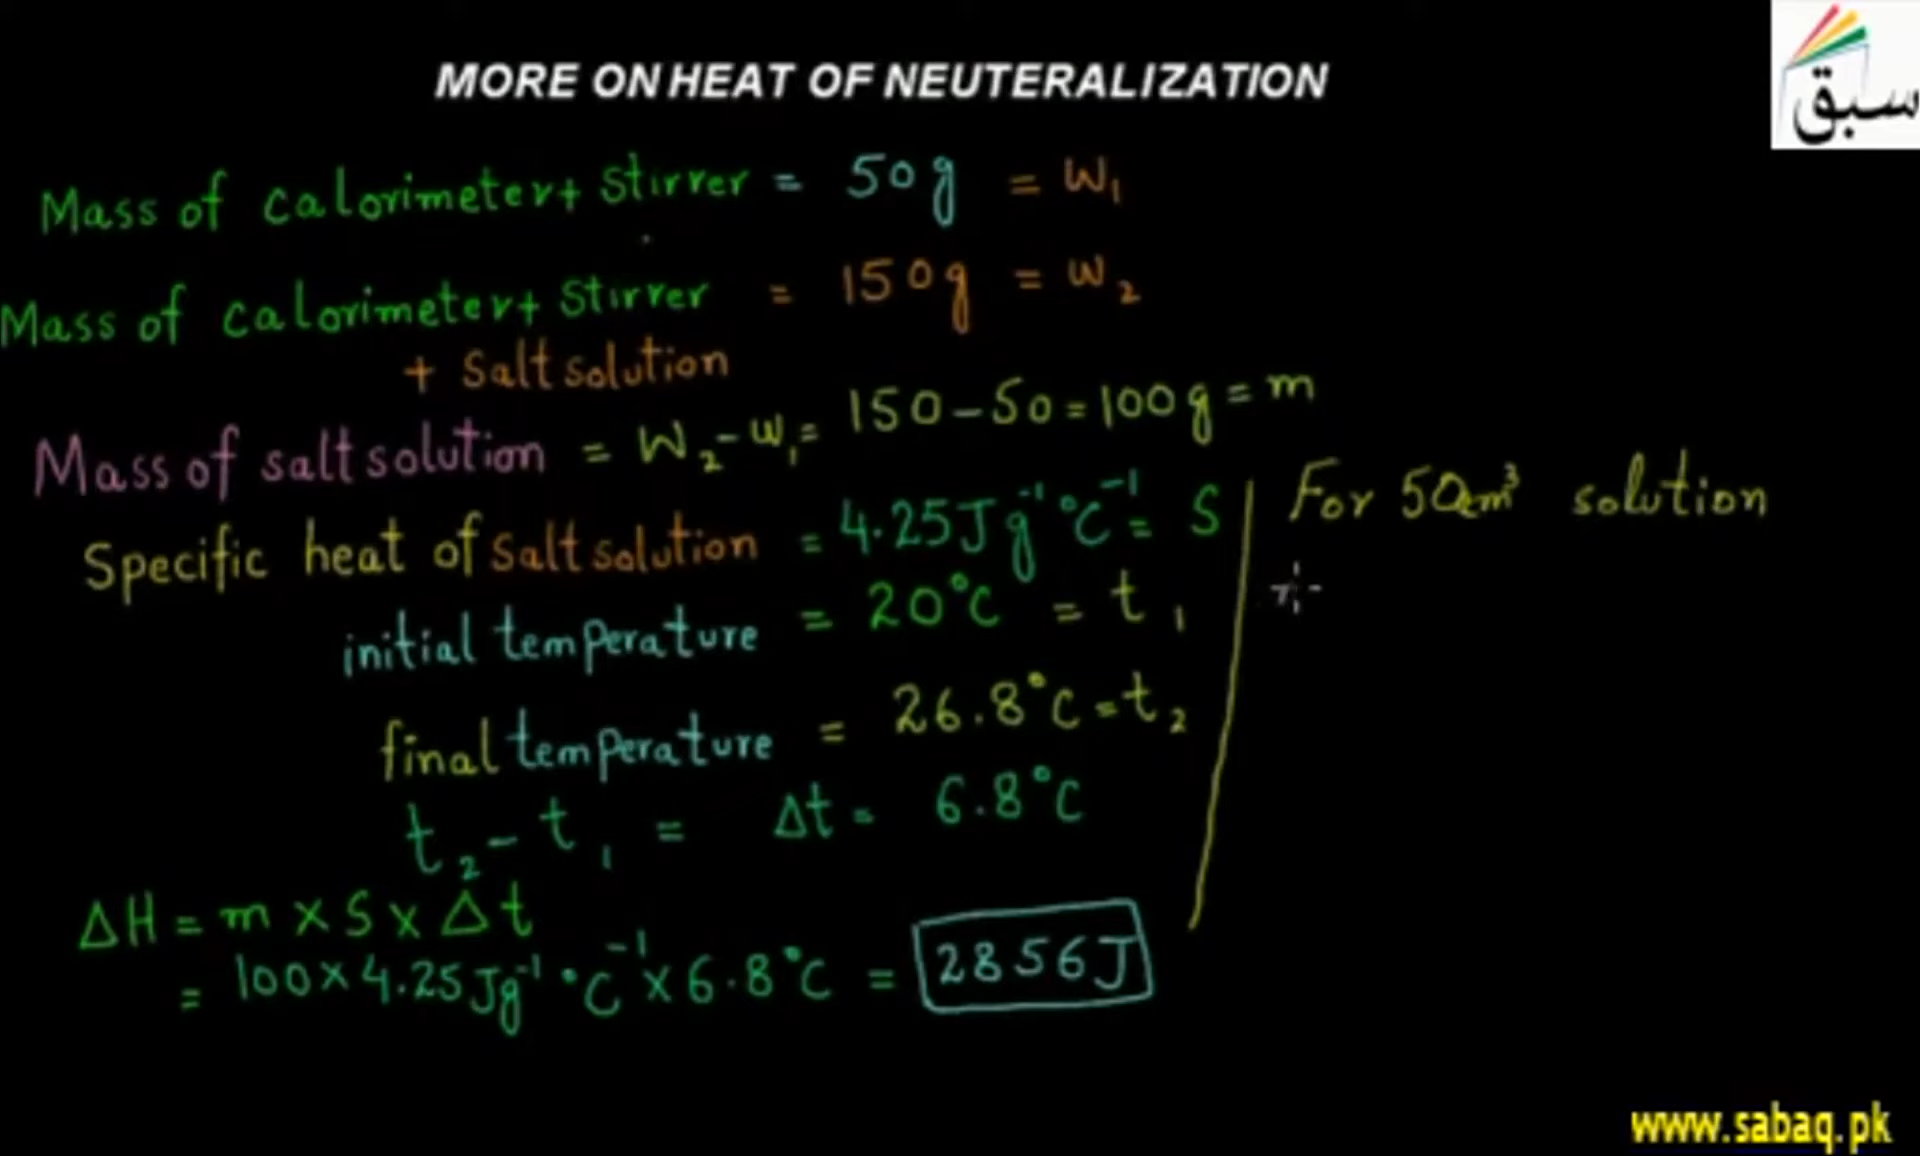 MORE ON HEAT OF NEUTERALIZATION
سبق
Mass of calorimeter+ Stirrer = 50g = W₁
Mass of calorimeter+ Stirrer = 150g = W₂
+ Salt solution
Mass of salt solution = W₂-W₁= 150-50=100g=m
Specific heat of Salt solution = 4.25Jg⁻¹°C⁻¹= S
For 50cm³ solution
initial temperature = 20°C = t₁
final temperature = 26.8°C=t₂
t₂-t₁ = Δt= 6.8°C
ΔH=m×S×Δt
= 100×4.25Jg⁻¹°C⁻¹×6.8°C = 2856J
www.sabaq.pk